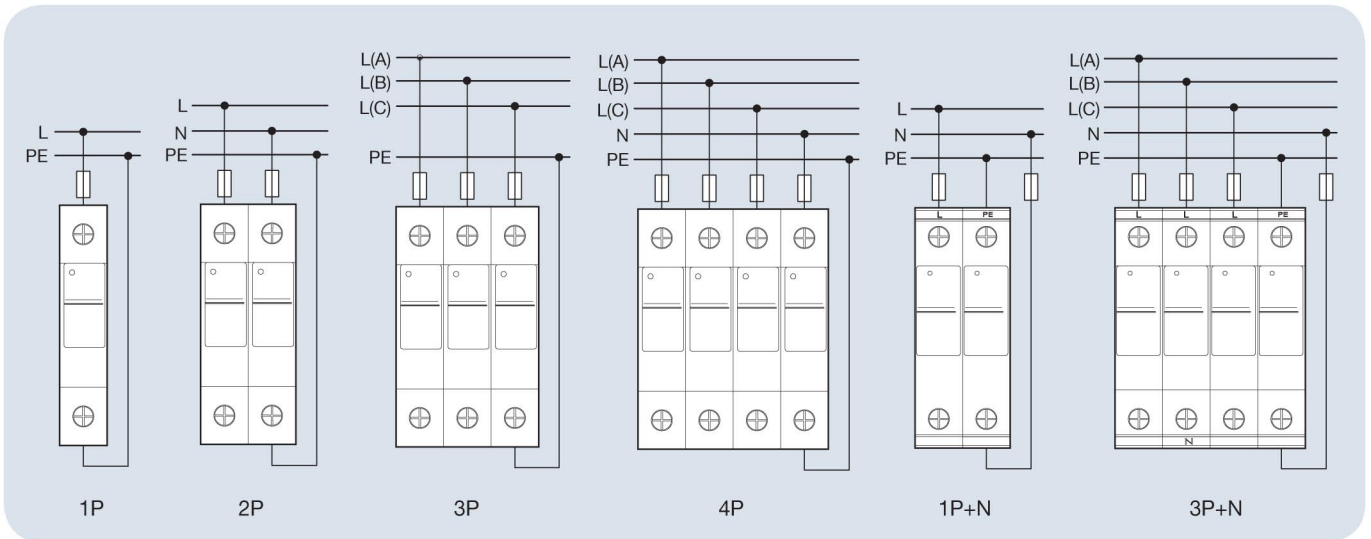 L
PE
1P
L
N
PE
2P
L(A)
L(B)
L(C)
PE
3P
L(A)
L(B)
L(C)
N
PE
4P
L
N
PE
L PE
1P+N
L(A)
L(B)
L(C)
N
PE
L L L PE
N
3P+N